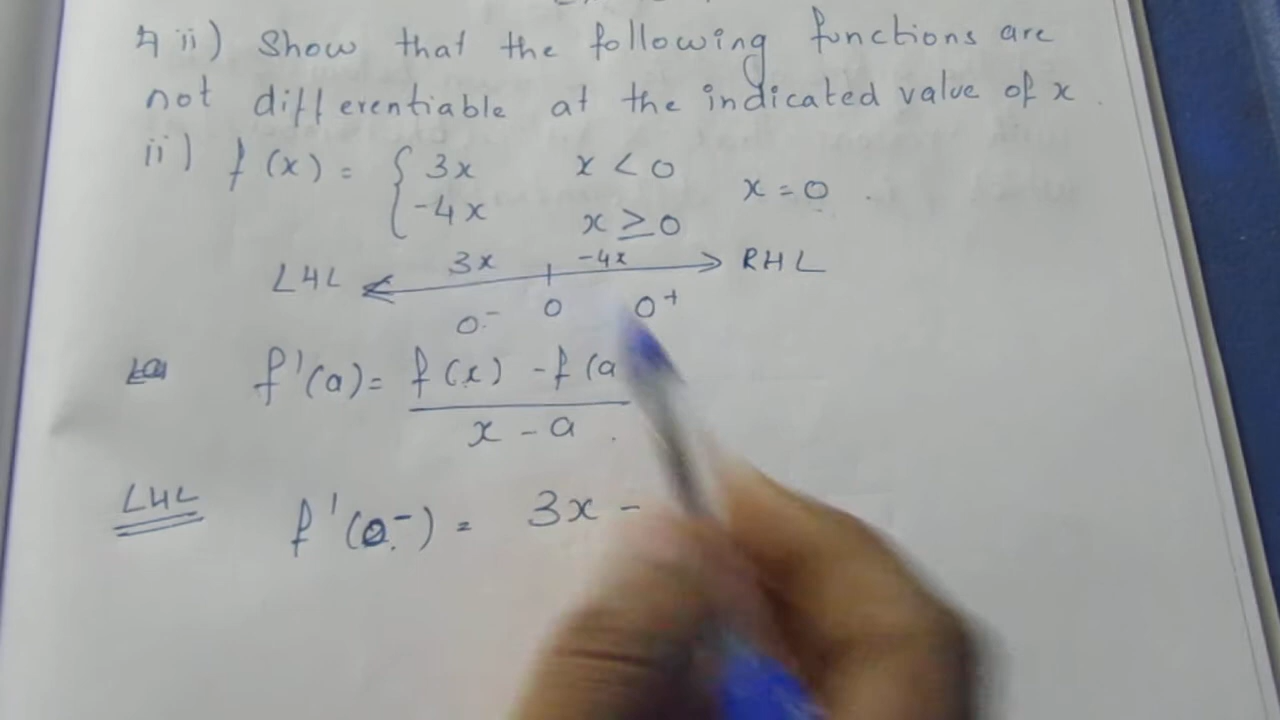 4 ii) Show that the following functions are
not differentiable at the indicated value of x.
ii) f(x) = { 3x x < 0
-4x x ≥ 0 x = 0.
LHL 3x -4x RHL
0- 0 0+
f'(a) = f(x) - f(a
x - a
LHL f'(0-) = 3x -